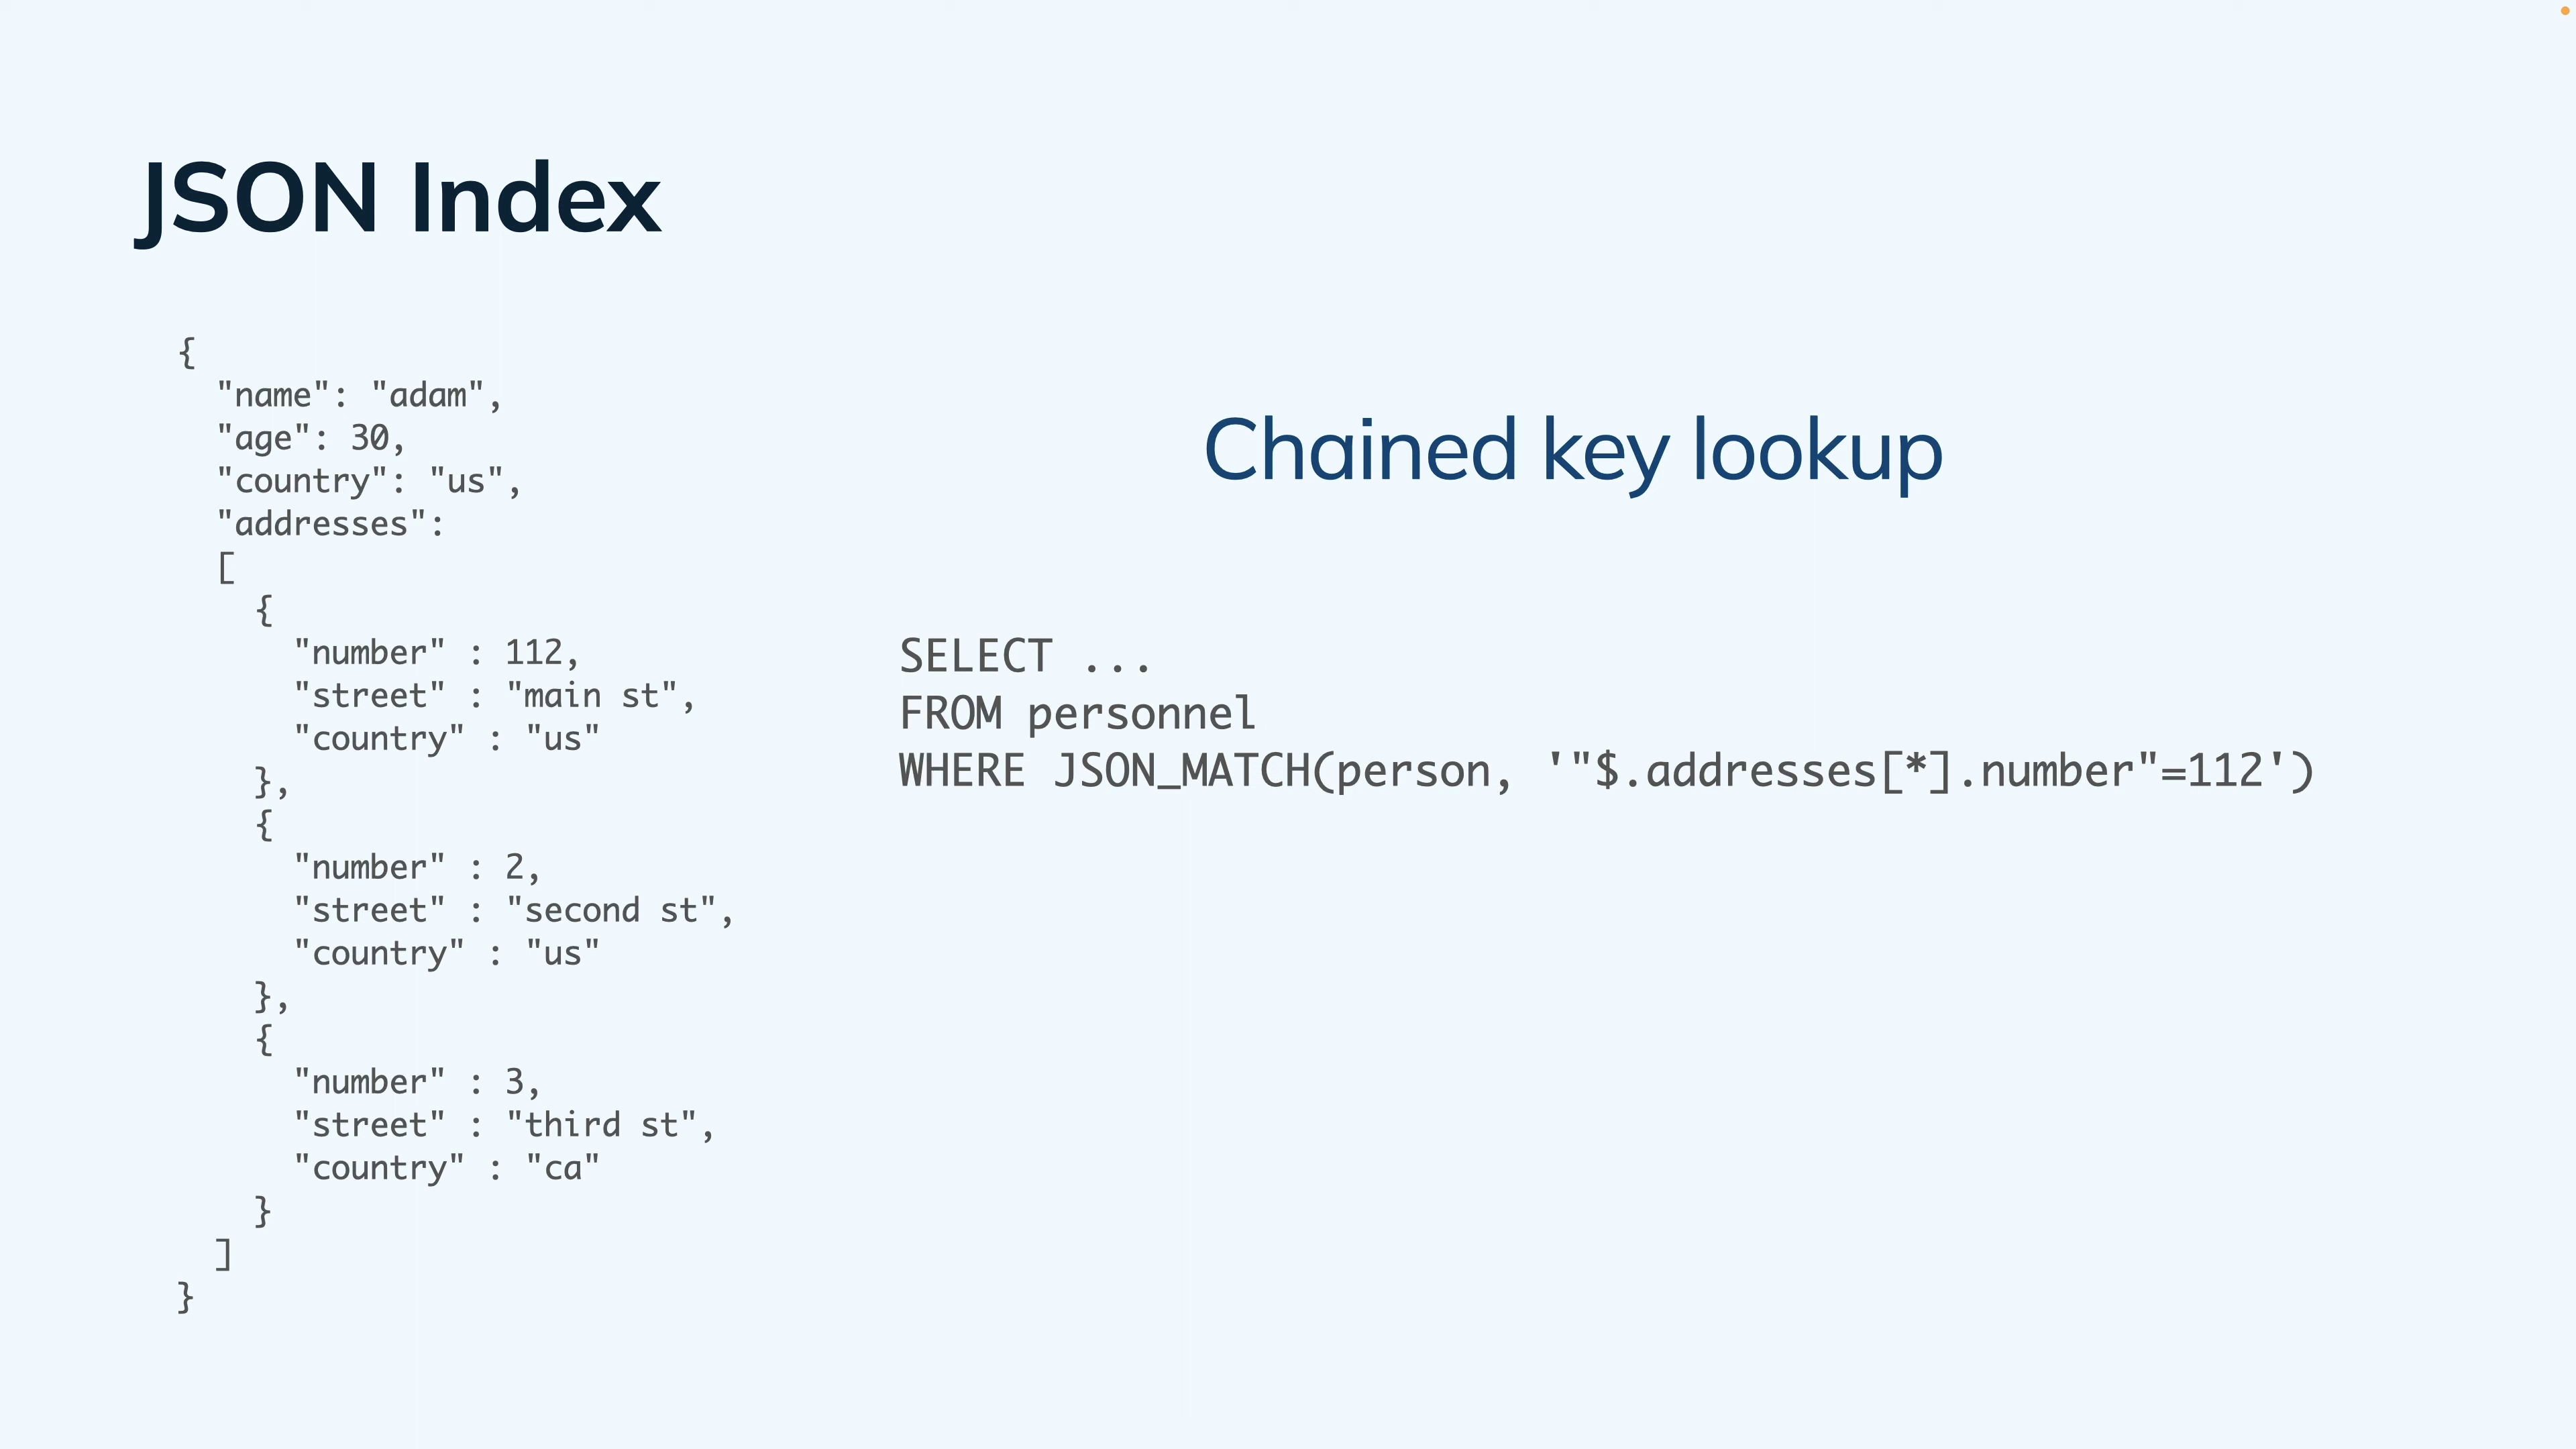 JSON Index
{
  "name": "adam",
  "age": 30,
  "country": "us",
  "addresses":
  [
    {
      "number" : 112,
      "street" : "main st",
      "country" : "us"
    },
    {
      "number" : 2,
      "street" : "second st",
      "country" : "us"
    },
    {
      "number" : 3,
      "street" : "third st",
      "country" : "ca"
    }
  ]
}
Chained key lookup
SELECT ...
FROM personnel
WHERE JSON_MATCH(person, '"$.addresses[*].number"=112')